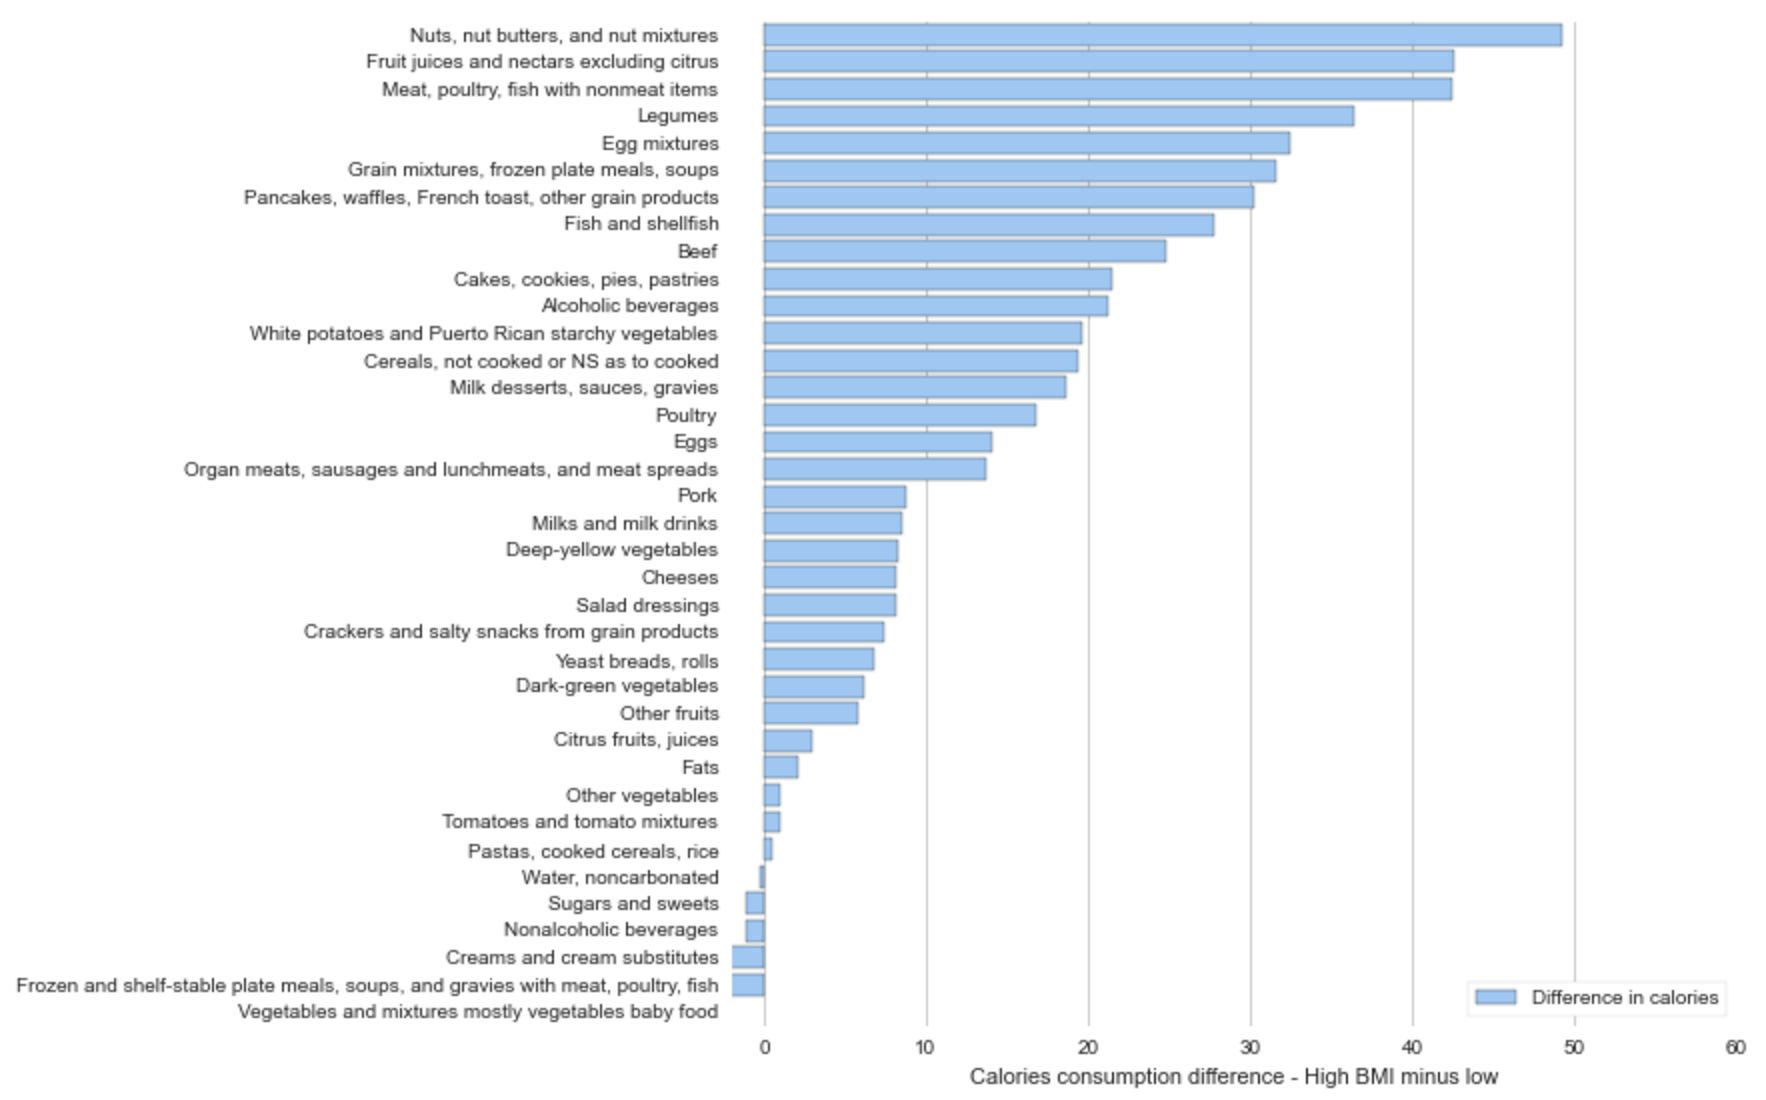 Nuts, nut butters, and nut mixtures
Fruit juices and nectars excluding citrus
Meat, poultry, fish with nonmeat items
Legumes
Egg mixtures
Grain mixtures, frozen plate meals, soups
Pancakes, waffles, French toast, other grain products
Fish and shellfish
Beef
Cakes, cookies, pies, pastries
Alcoholic beverages
White potatoes and Puerto Rican starchy vegetables
Cereals, not cooked or NS as to cooked
Milk desserts, sauces, gravies
Poultry
Eggs
Organ meats, sausages and lunchmeats, and meat spreads
Pork
Milks and milk drinks
Deep-yellow vegetables
Cheeses
Salad dressings
Crackers and salty snacks from grain products
Yeast breads, rolls
Dark-green vegetables
Other fruits
Citrus fruits, juices
Fats
Other vegetables
Tomatoes and tomato mixtures
Pastas, cooked cereals, rice
Water, noncarbonated
Sugars and sweets
Nonalcoholic beverages
Creams and cream substitutes
Frozen and shelf-stable plate meals, soups, and gravies with meat, poultry, fish
Vegetables and mixtures mostly vegetables baby food
Difference in calories
0 10 20 30 40 50 60
Calories consumption difference - High BMI minus low